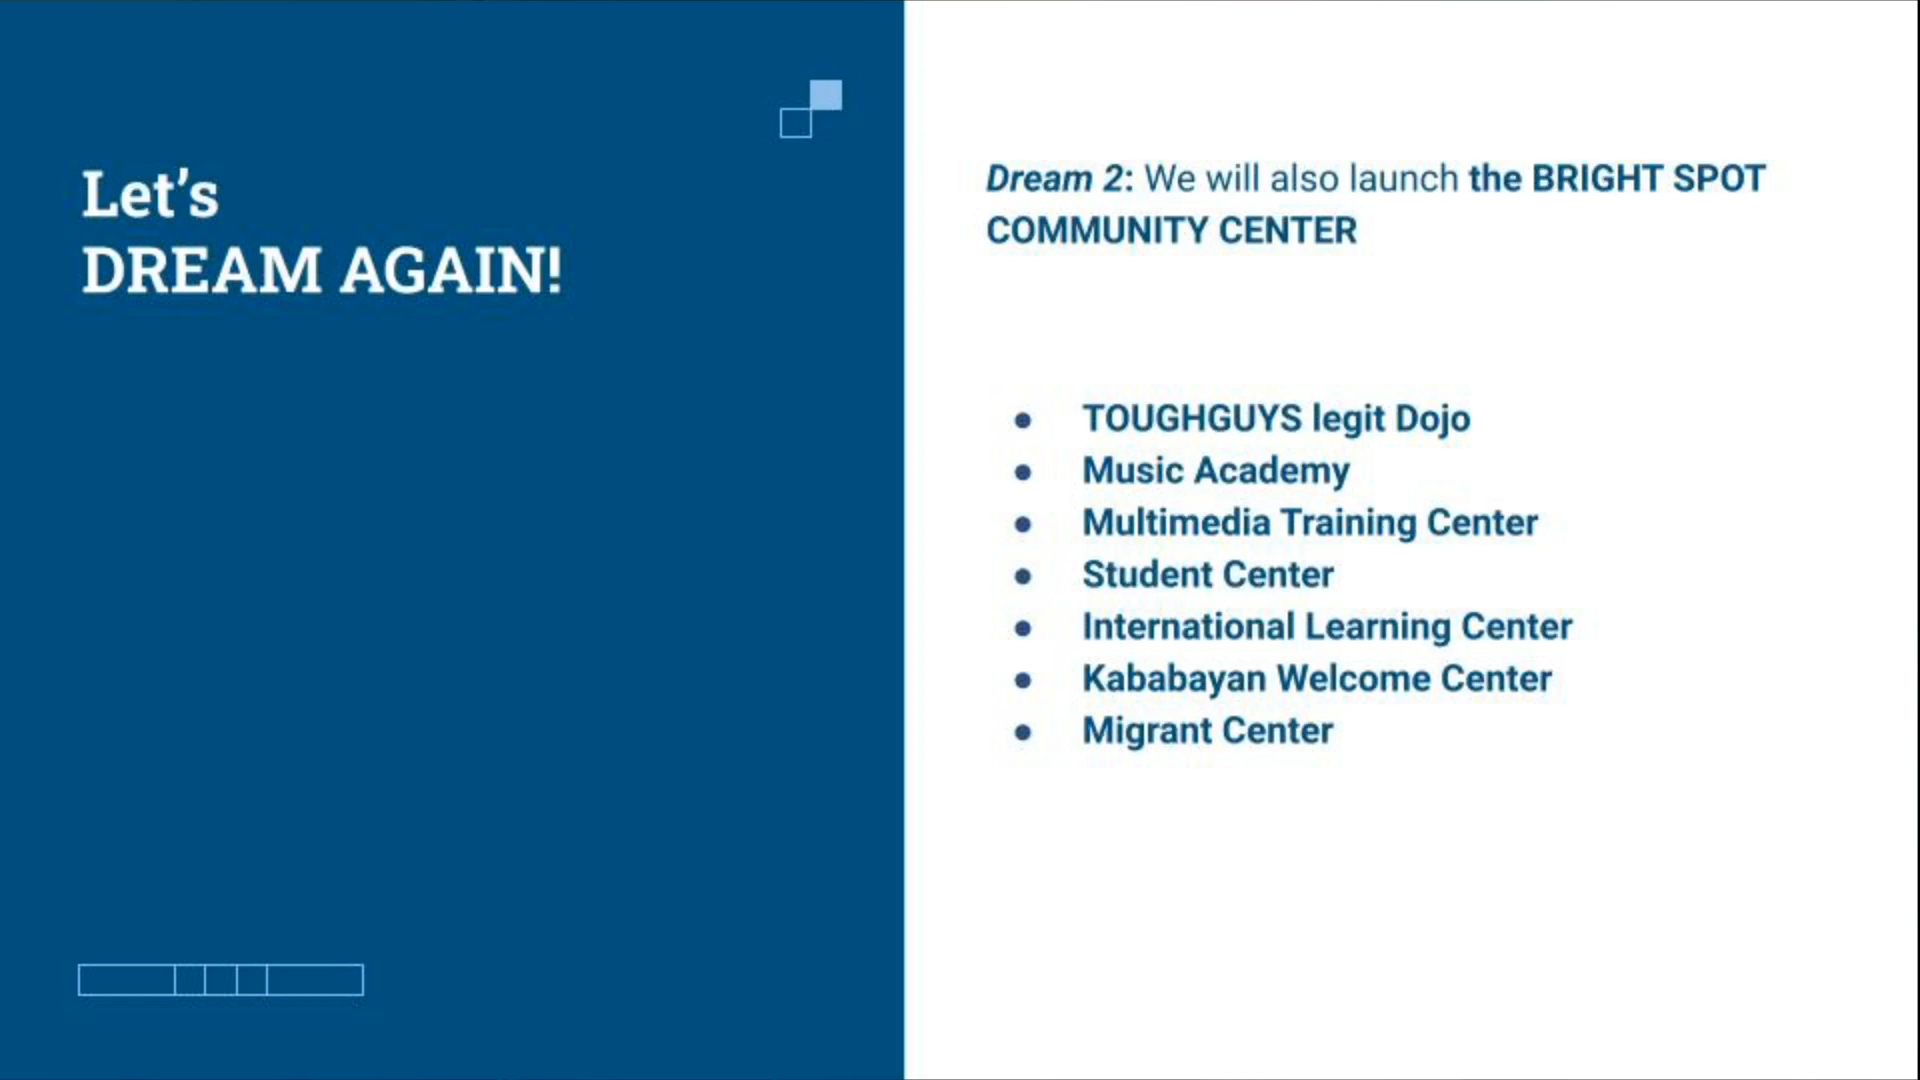 Let’s
DREAM AGAIN!
Dream 2: We will also launch the BRIGHT SPOT
COMMUNITY CENTER
● TOUGHGUYS legit Dojo
● Music Academy
● Multimedia Training Center
● Student Center
● International Learning Center
● Kababayan Welcome Center
● Migrant Center